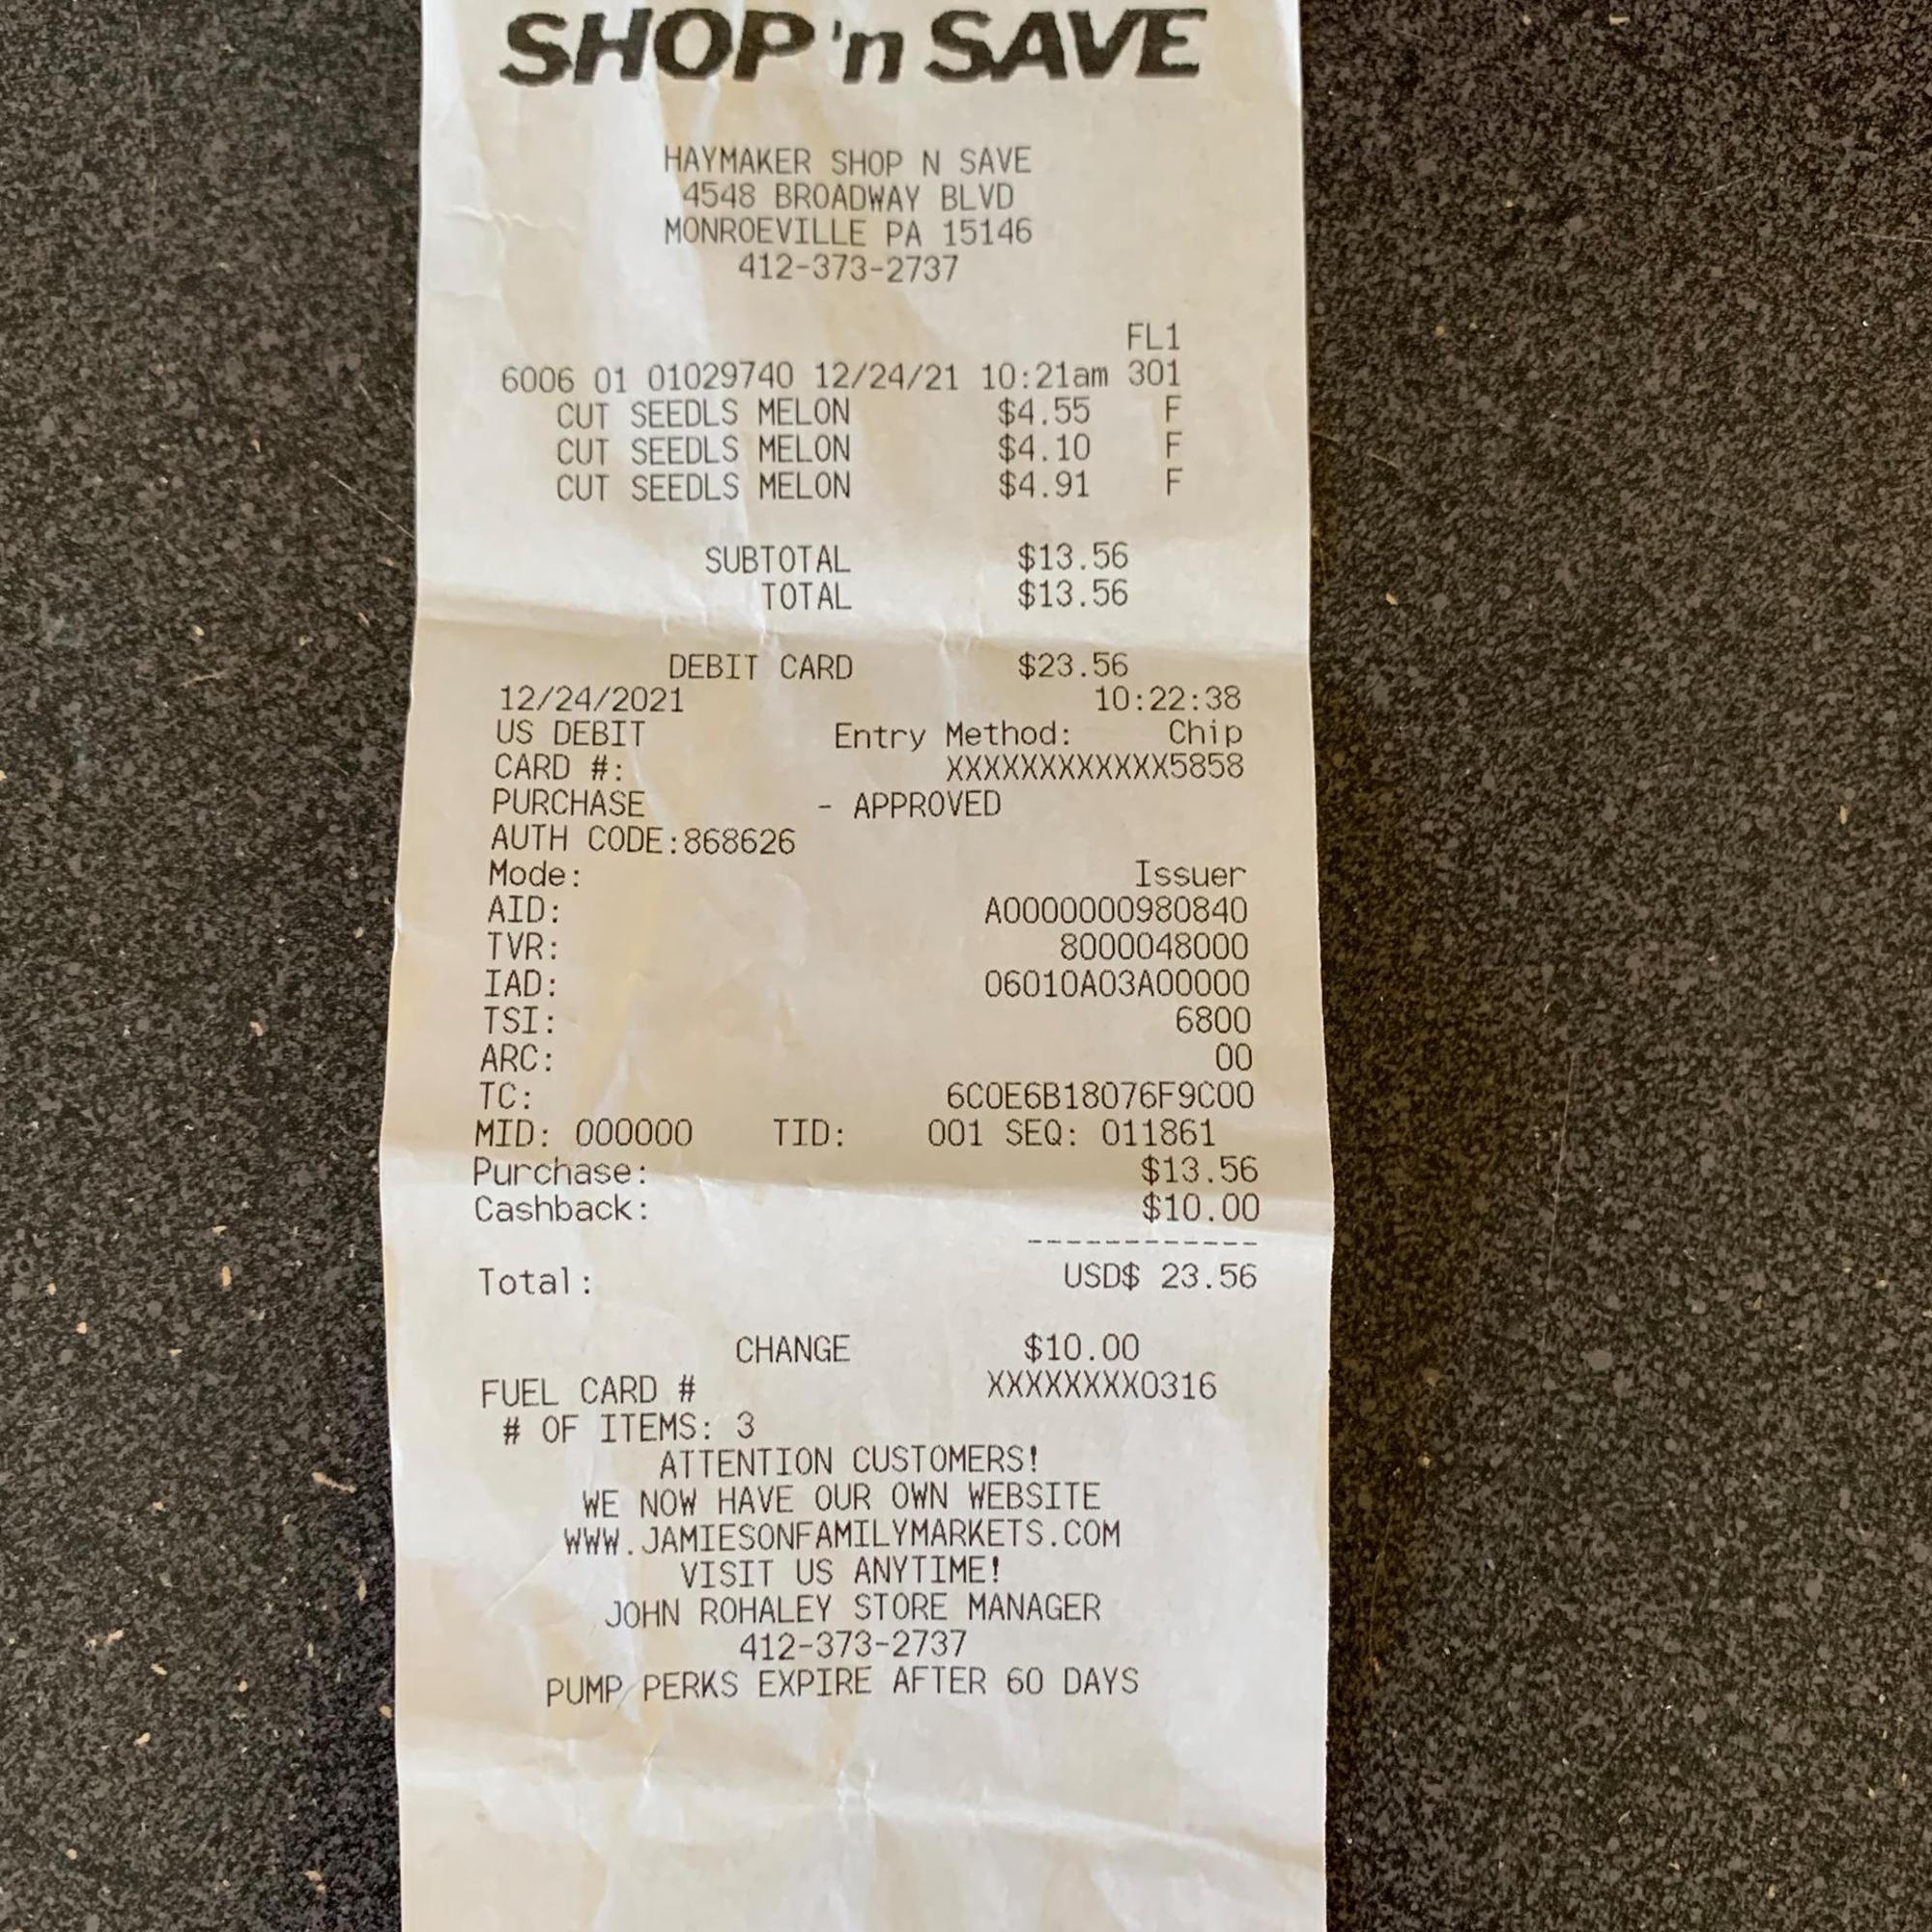 SHOP 'n SAVE
HAYMAKER SHOP N SAVE
4548 BROADWAY BLVD
MONROEVILLE PA 15146
412-373-2737
FL1
6006 01 01029740 12/24/21 10:21am 301
CUT SEEDLS MELON $4.55 F
CUT SEEDLS MELON $4.10 F
CUT SEEDLS MELON $4.91 F
SUBTOTAL $13.56
TOTAL $13.56
DEBIT CARD $23.56
12/24/2021 10:22:38
US DEBIT Entry Method: Chip
CARD #: XXXXXXXXXXXX5858
PURCHASE - APPROVED
AUTH CODE:868626
Mode: Issuer
AID: A0000000980840
TVR: 8000048000
IAD: 06010A03A00000
TSI: 6800
ARC: 00
TC: 6C0E6B18076F9C00
MID: 000000 TID: 001 SEQ: 011861
Purchase: $13.56
Cashback: $10.00
------------
Total: USD$ 23.56
CHANGE $10.00
FUEL CARD # XXXXXXXX0316
# OF ITEMS: 3
ATTENTION CUSTOMERS!
WE NOW HAVE OUR OWN WEBSITE
WWW.JAMIESONFAMILYMARKETS.COM
VISIT US ANYTIME!
JOHN ROHALEY STORE MANAGER
412-373-2737
PUMP PERKS EXPIRE AFTER 60 DAYS